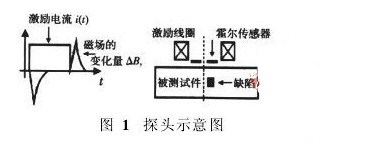 激励电流 i(t)
磁场的
变化量 ΔB,
t
激励线圈 霍尔传感器
被测试件 缺陷
图 1 探头示意图